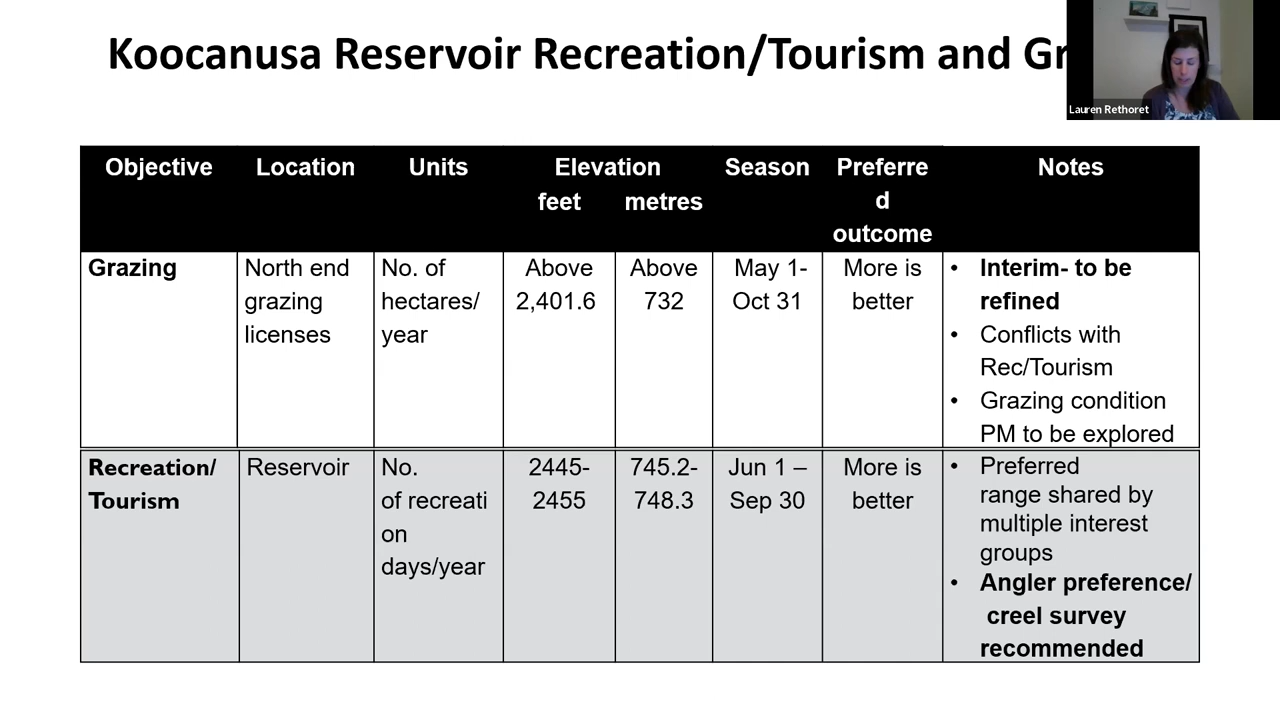 Koocanusa Reservoir Recreation/Tourism and Gr
Lauren Rethoret
Objective
Location
Units
Elevation
feet
metres
Season
Preferre
d
outcome
Notes
Grazing
North end
grazing
licenses
No. of
hectares/
year
Above
2,401.6
Above
732
May 1-
Oct 31
More is
better
• Interim- to be
refined
• Conflicts with
Rec/Tourism
• Grazing condition
PM to be explored
Recreation/
Tourism
Reservoir
No.
of recreati
on
days/year
2445-
2455
745.2-
748.3
Jun 1 –
Sep 30
More is
better
• Preferred
range shared by
multiple interest
groups
• Angler preference/
creel survey
recommended